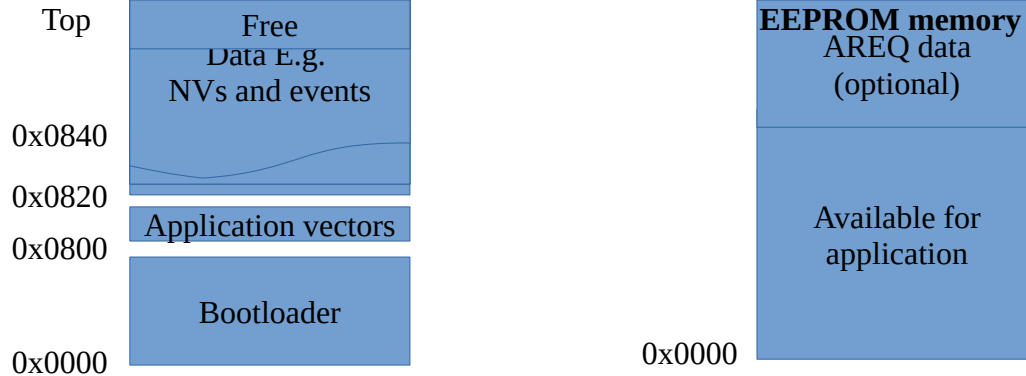 Top
Free
Data E.g.
NVs and events
0x0840
0x0820
Application vectors
0x0800
Bootloader
0x0000
EEPROM memory
AREQ data
(optional)
Available for
application
0x0000